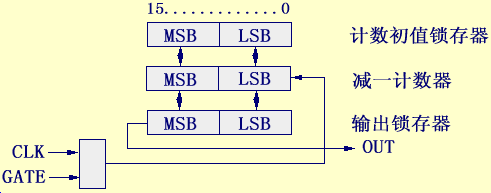 15.............0
MSB LSB 计数初值锁存器
MSB LSB 减一计数器
MSB LSB 输出锁存器
OUT
CLK
GATE